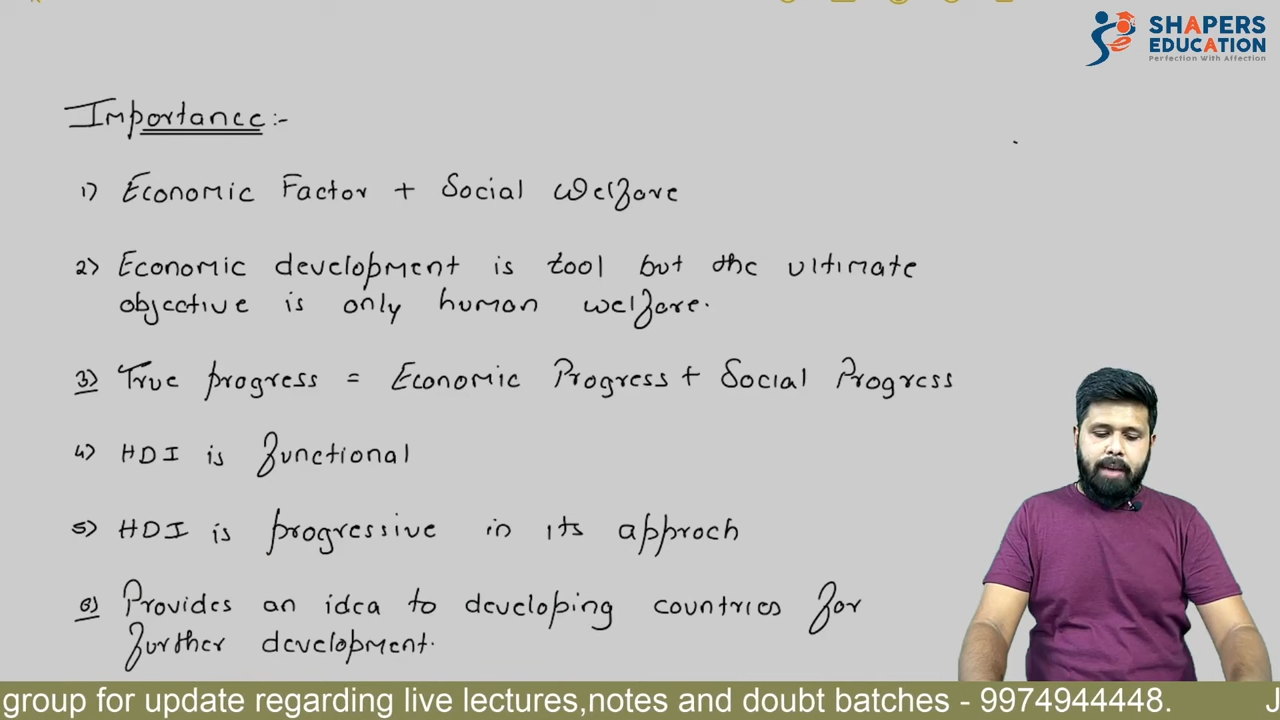 SHAPERS
EDUCATION
Perfection With Affection
Importance :-
1) Economic Factor + Social Welfare
2) Economic development is tool but the ultimate
objective is only human welfare.
3) True progress = Economic Progress + Social Progress
4) HDI is functional
5) HDI is progressive in its approch
6) Provides an idea to developing countries for
further development.
group for update regarding live lectures,notes and doubt batches - 9974944448. J